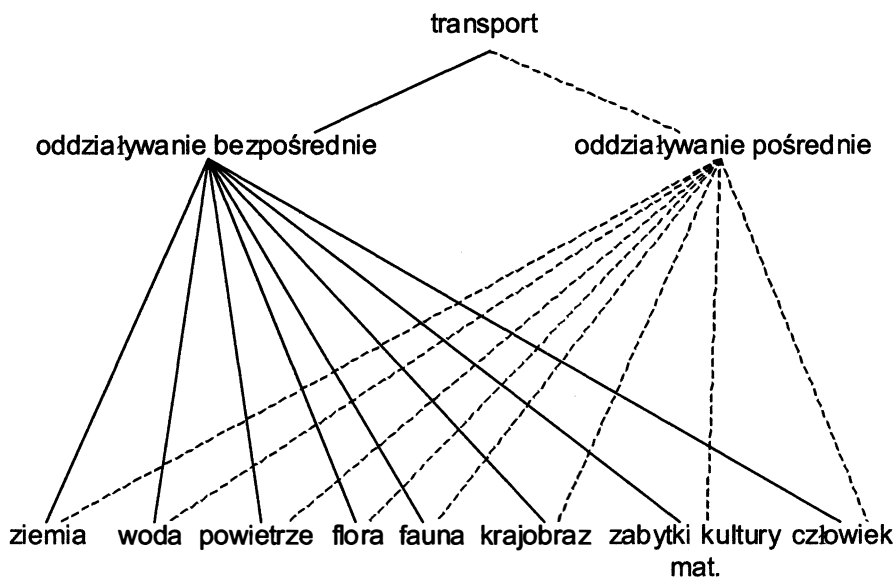 transport
oddziaływanie bezpośrednie
oddziaływanie pośrednie
ziemia
woda
powietrze
flora
fauna
krajobraz
zabytki kultury
mat.
człowiek